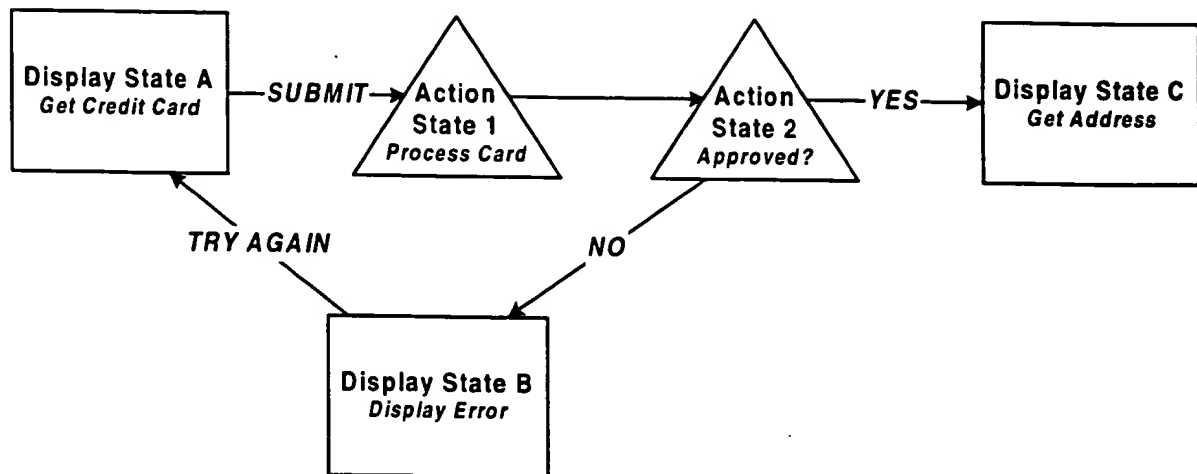 Display State A
Get Credit Card
SUBMIT
Action
State 1
Process Card
Action
State 2
Approved?
YES
Display State C
Get Address
TRY AGAIN
NO
Display State B
Display Error